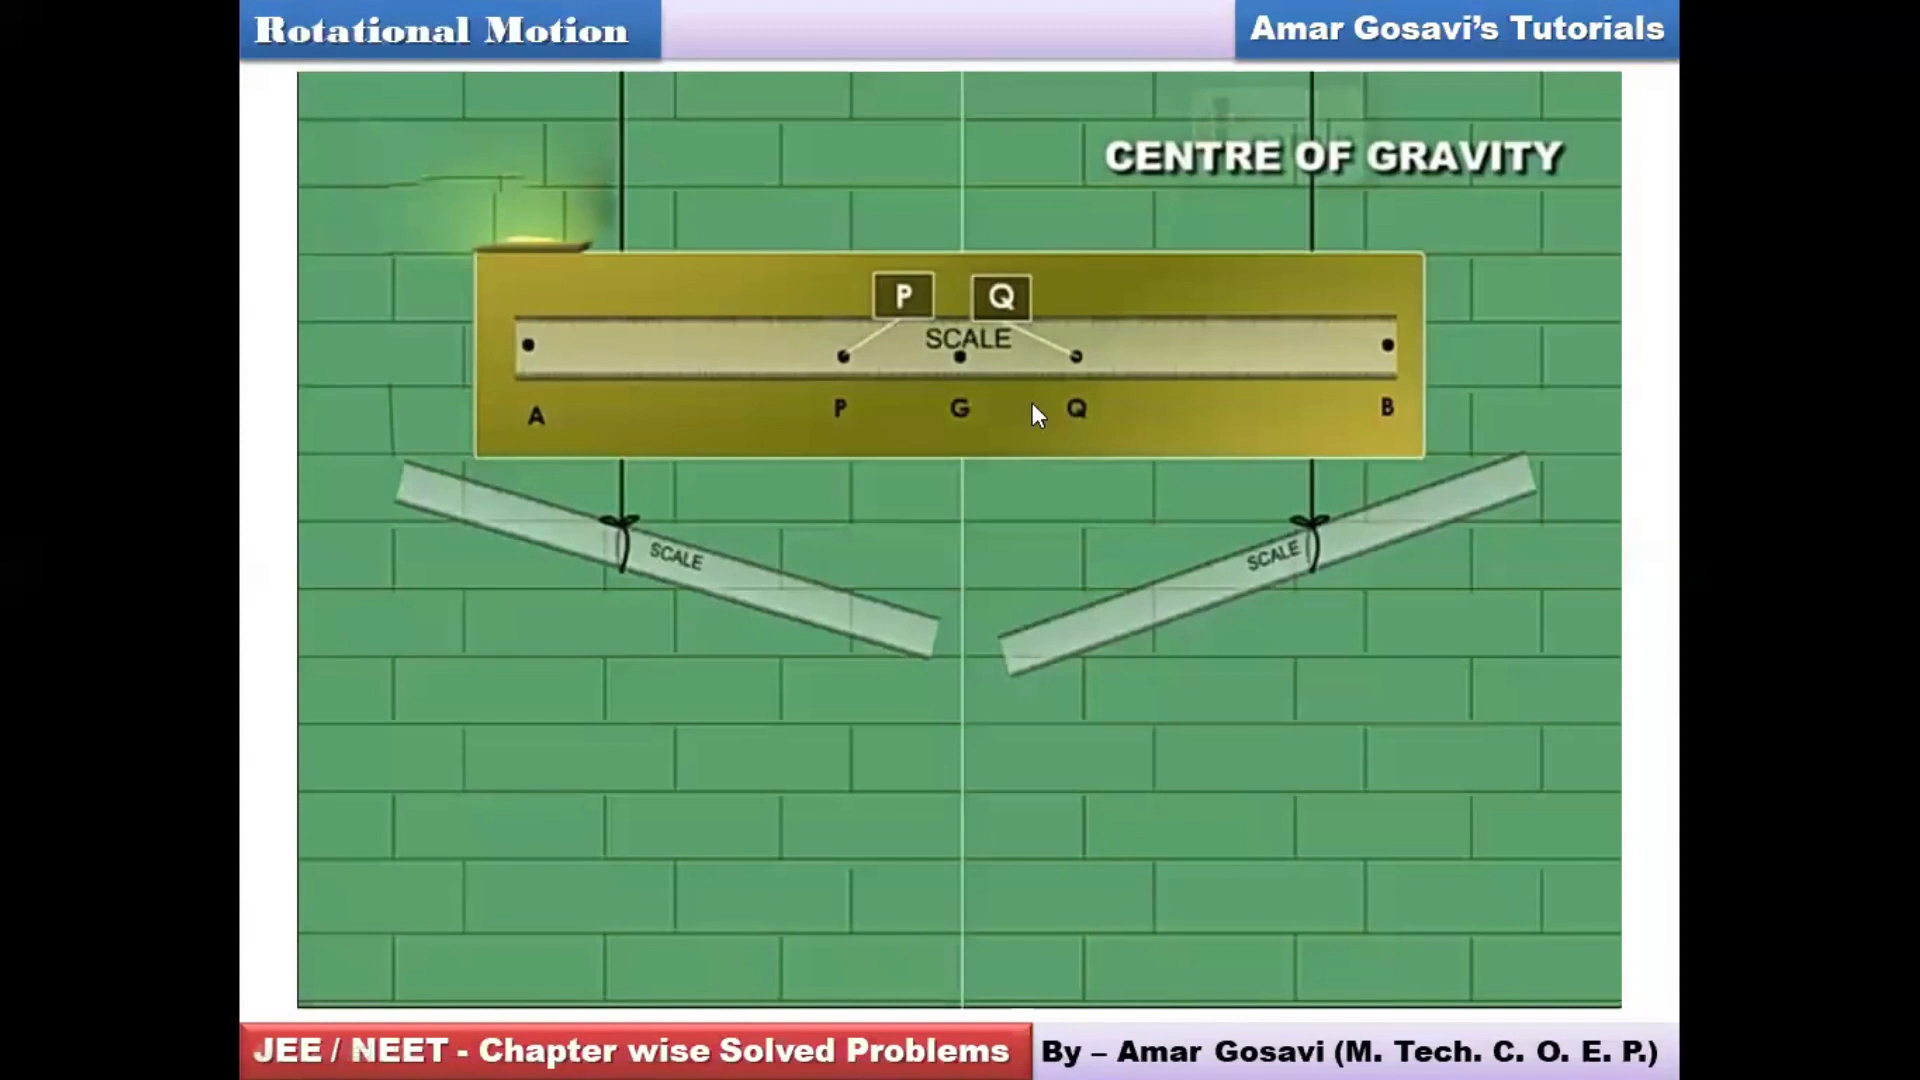 Rotational Motion
Amar Gosavi's Tutorials
CENTRE OF GRAVITY
P Q
SCALE
A P G Q B
SCALE
SCALE
JEE / NEET - Chapter wise Solved Problems
By – Amar Gosavi (M. Tech. C. O. E. P.)